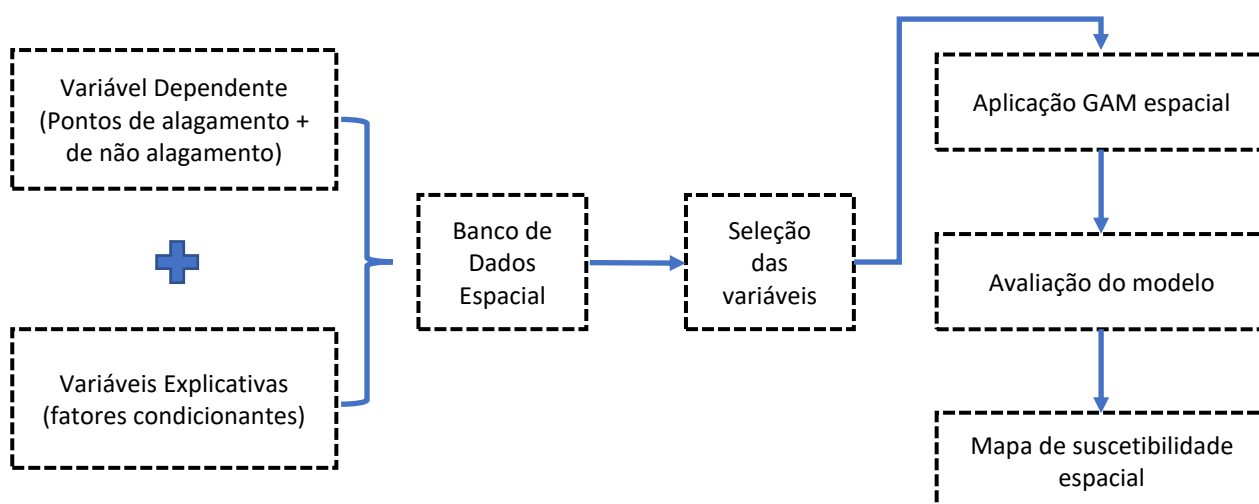 Variável Dependente
(Pontos de alagamento +
de não alagamento)
Variáveis Explicativas
(fatores condicionantes)
Banco de
Dados
Espacial
Seleção
das
variáveis
Aplicação GAM espacial
Avaliação do modelo
Mapa de suscetibilidade
espacial